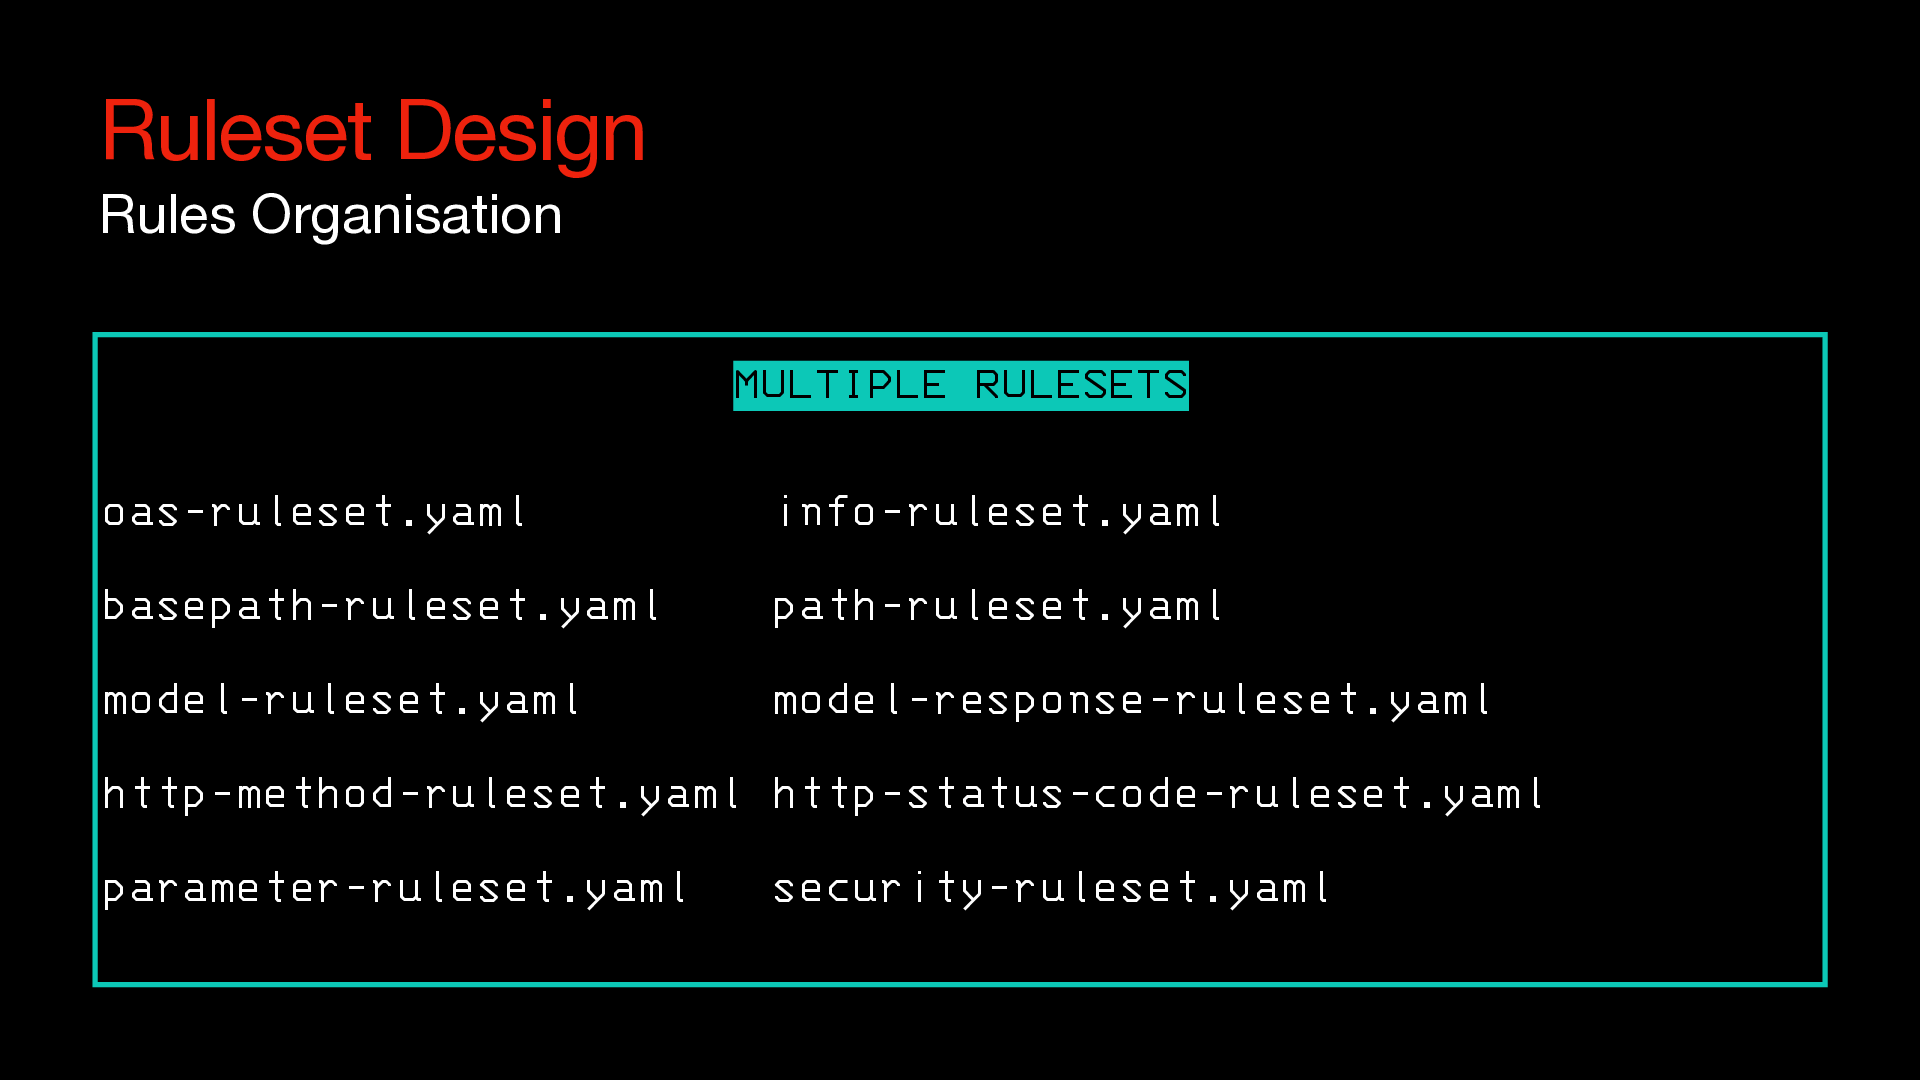 Ruleset Design
Rules Organisation
MULTIPLE RULESETS
oas-ruleset.yaml info-ruleset.yaml
basepath-ruleset.yaml path-ruleset.yaml
model-ruleset.yaml model-response-ruleset.yaml
http-method-ruleset.yaml http-status-code-ruleset.yaml
parameter-ruleset.yaml security-ruleset.yaml